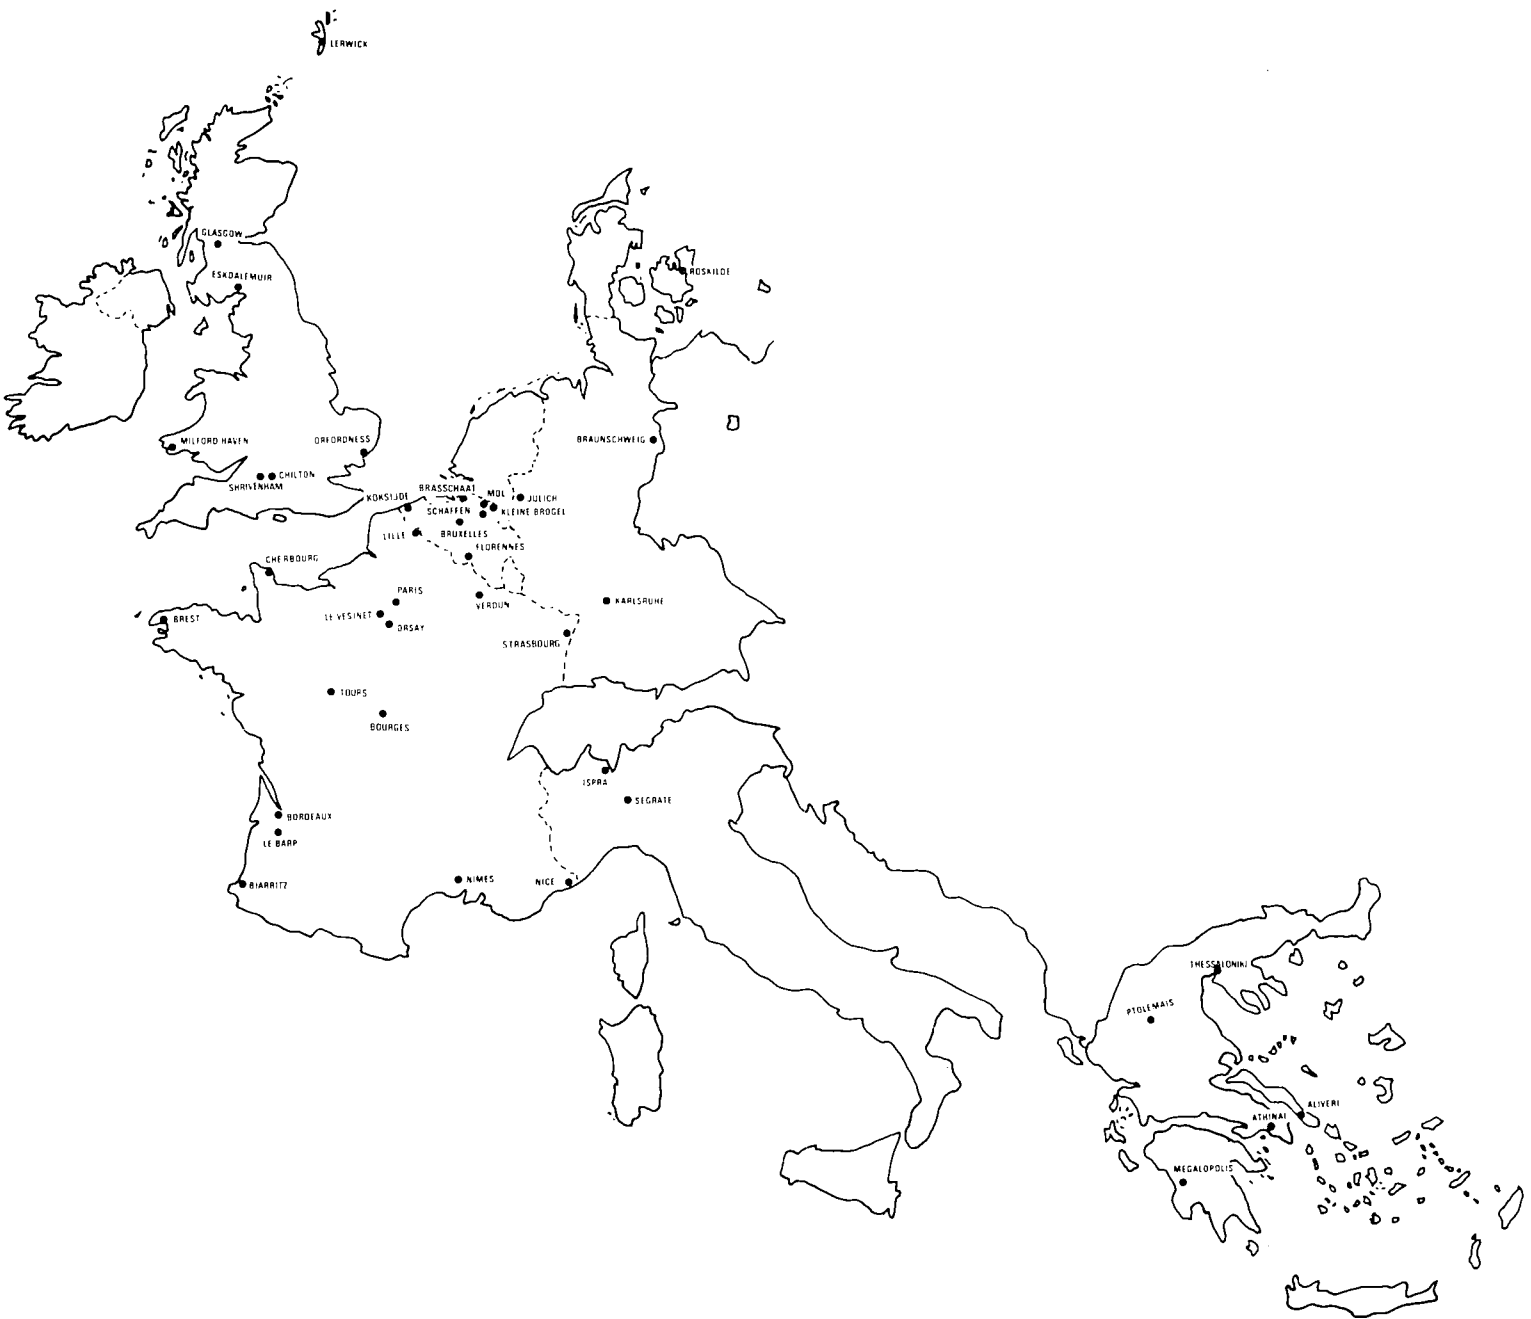 LERWICK
GLASGOW
ESKDALEMUIR
ROSKILDE
MILFORD HAVEN
ORFORDNESS
BRAUNSCHWEIG
CHILTON
SHRIVENHAM
KOKSIJDE
BRASSCHAAT
MOL
JULICH
SCHAFFEN
KLEINE BROGEL
LILLE
BRUXELLES
FLORENNES
CHERBOURG
PARIS
VERDUN
KARLSRUHE
LE VESINET
BREST
ORSAY
STRASBOURG
TOURS
BOURGES
ISPRA
SEGRATE
BORDEAUX
LE BARP
BIARRITZ
NIMES
NICE
THESSALONIKI
PTOLEMAIS
ALIVERI
ATHINAI
MEGALOPOLIS